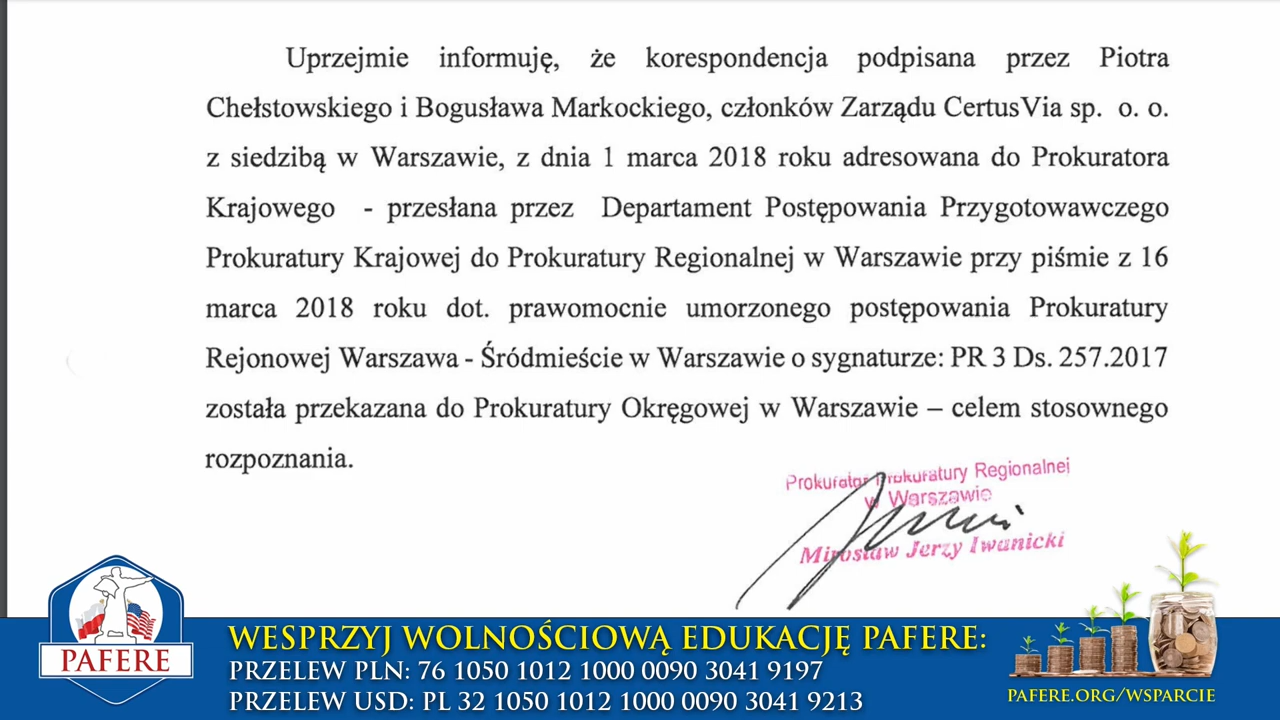 Uprzejmie informuję, że korespondencja podpisana przez Piotra
Chełstowskiego i Bogusława Markockiego, członków Zarządu CertusVia sp. o. o.
z siedzibą w Warszawie, z dnia 1 marca 2018 roku adresowana do Prokuratora
Krajowego - przesłana przez Departament Postępowania Przygotowawczego
Prokuratury Krajowej do Prokuratury Regionalnej w Warszawie przy piśmie z 16
marca 2018 roku dot. prawomocnie umorzonego postępowania Prokuratury
Rejonowej Warszawa - Śródmieście w Warszawie o sygnaturze: PR 3 Ds. 257.2017
została przekazana do Prokuratury Okręgowej w Warszawie – celem stosownego
rozpoznania.
Prokurator Prokuratury Regionalnej
w Warszawie
Mirosław Jerzy Iwanicki
PAFERE
WESPRZYJ WOLNOŚCIOWĄ EDUKACJĘ PAFERE:
PRZELEW PLN: 76 1050 1012 1000 0090 3041 9197
PRZELEW USD: PL 32 1050 1012 1000 0090 3041 9213
PAFERE.ORG/WSPARCIE